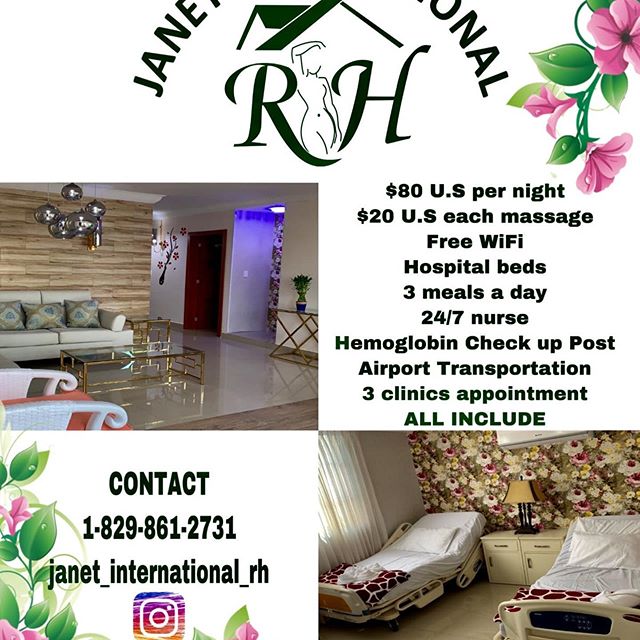 JANET
RH
$80 U.S per night
$20 U.S each massage
Free WiFi
Hospital beds
3 meals a day
24/7 nurse
Hemoglobin Check up Post
Airport Transportation
3 clinics appointment
ALL INCLUDE
CONTACT
1-829-861-2731
janet_international_rh